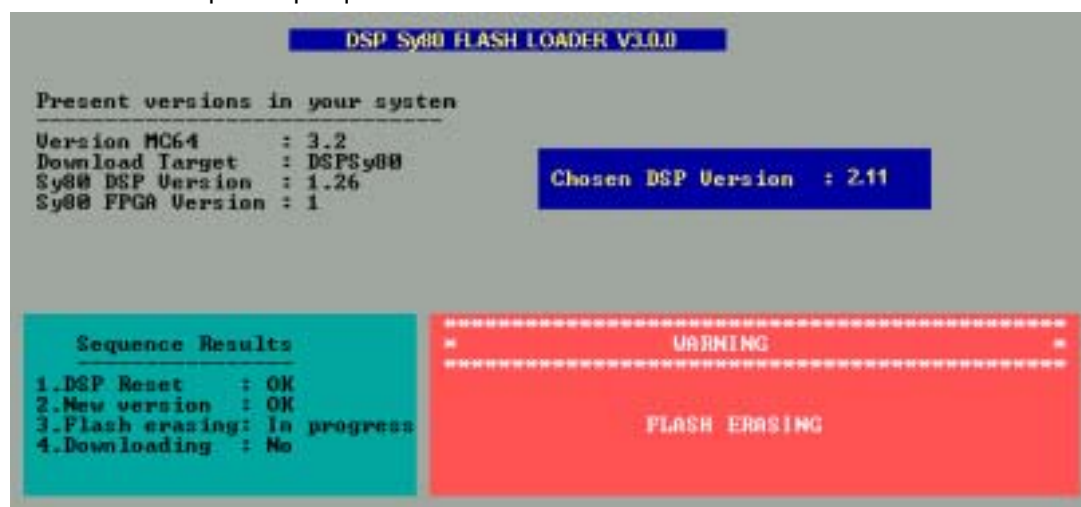 DSP Sy80 FLASH LOADER V3.0.0
Present versions in your system
Version MC64 : 3.2
Download Target : DSPSy80
Sy80 DSP Version : 1.26
Sy80 FPGA Version : 1
Chosen DSP Version : 2.11
Sequence Results
1.DSP Reset : OK
2.New version : OK
3.Flash erasing: In progress
4.Downloading : No
WARNING
FLASH ERASING